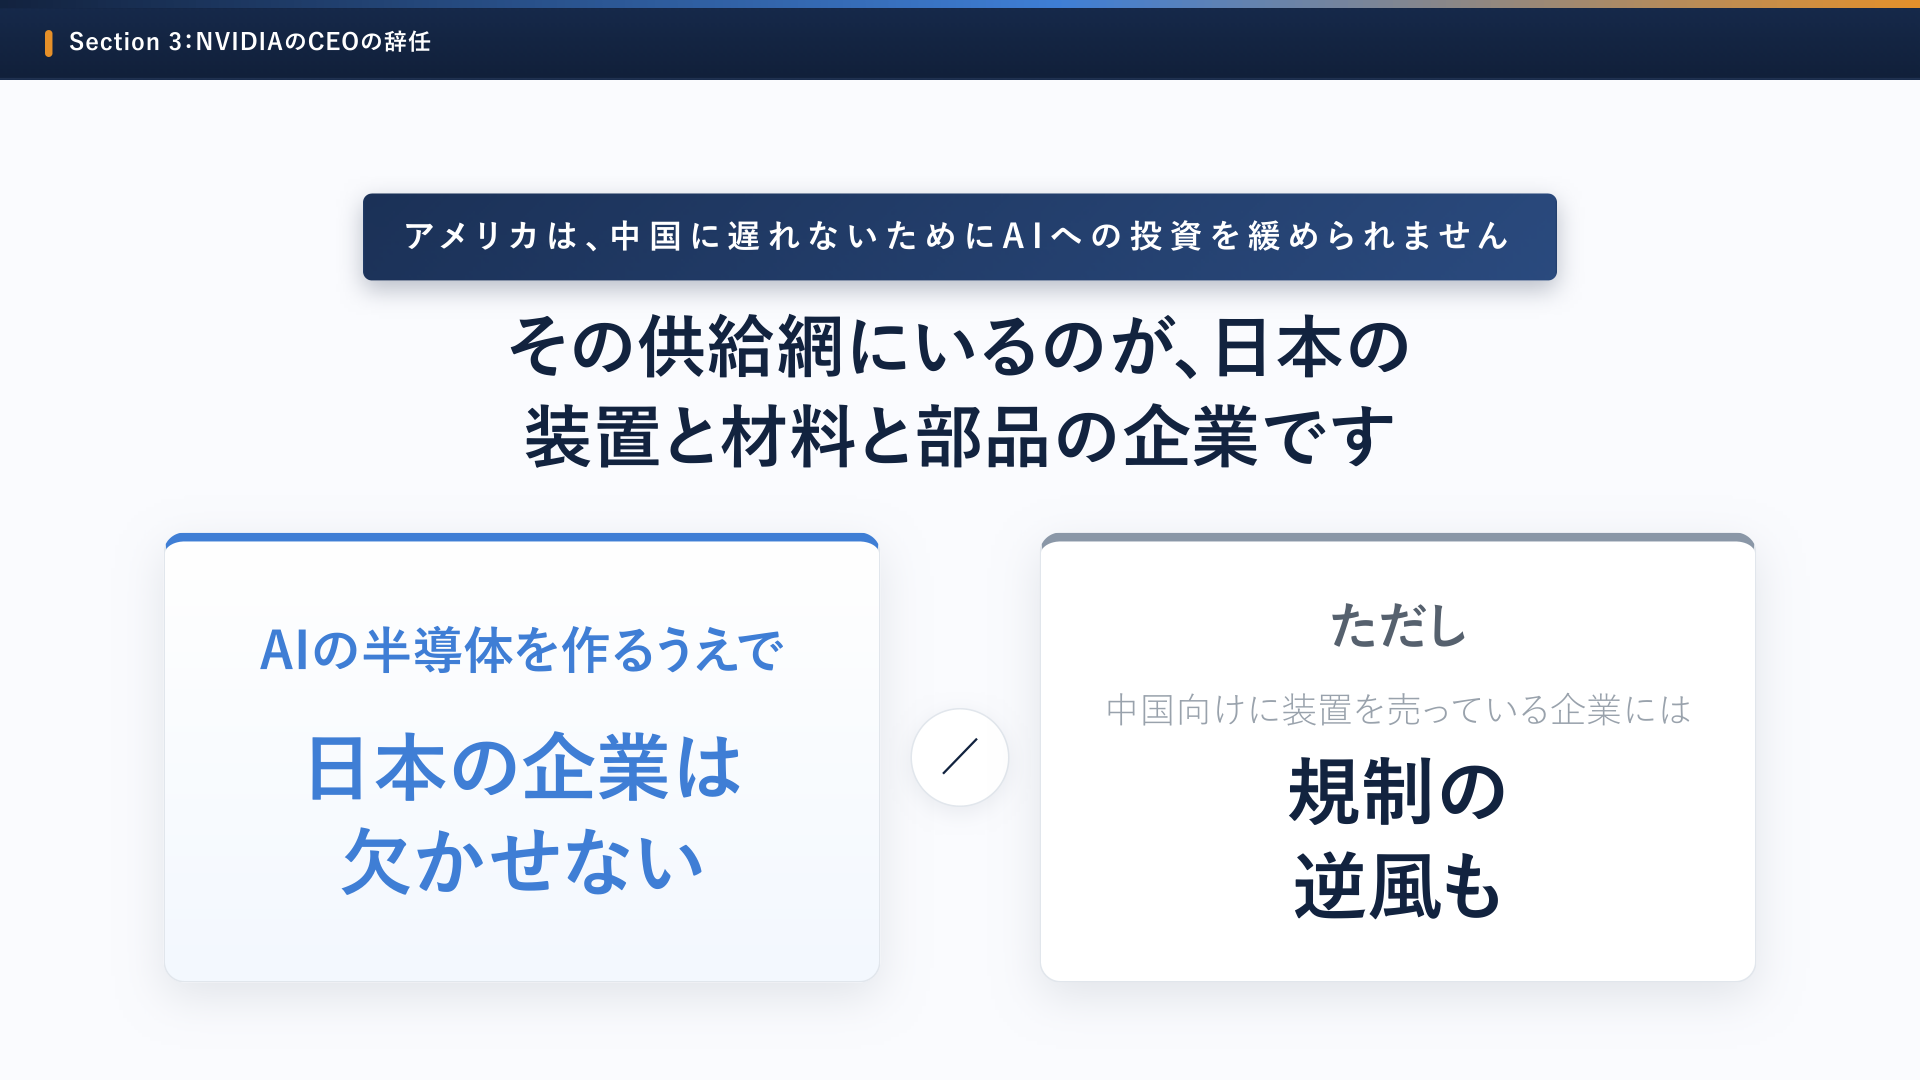 Section 3：NVIDIAのCEOの辞任
アメリカは、中国に遅れないためにAIへの投資を緩められません
その供給網にいるのが、日本の
装置と材料と部品の企業です
AIの半導体を作るうえで
日本の企業は
欠かせない
／
ただし
中国向けに装置を売っている企業には
規制の
逆風も